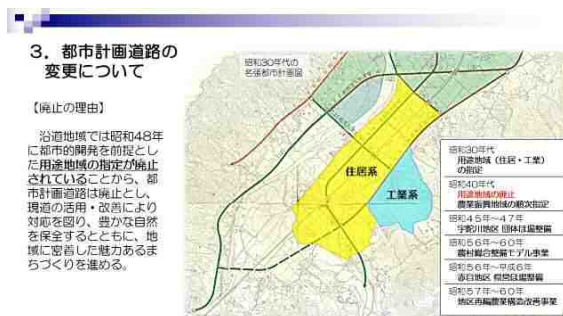 3．都市計画道路の
変更について
【廃止の理由】
沿道地域では昭和48年
に都市的開発を前提とし
た用途地域の指定が廃止
されていることから、都
市計画道路は廃止とし、
現道の活用・改善により
対応を図り、豊かな自然
を保全するとともに、地
域に密着した魅力あるま
ちづくりを進める。
昭和30年代の
名張都市計画図
住居系
工業系
昭和30年代
用途地域（住居・工業）
の指定
昭和40年代
用途地域の廃止
農業振興地域の順次指定
昭和45年～47年
宇陀川地区 団体ほ場整備
昭和56年～60年
農村総合整備モデル事業
昭和56年～平成6年
赤目地区 県営ほ場整備
昭和57年～60年
地区再編農業構造改善事業